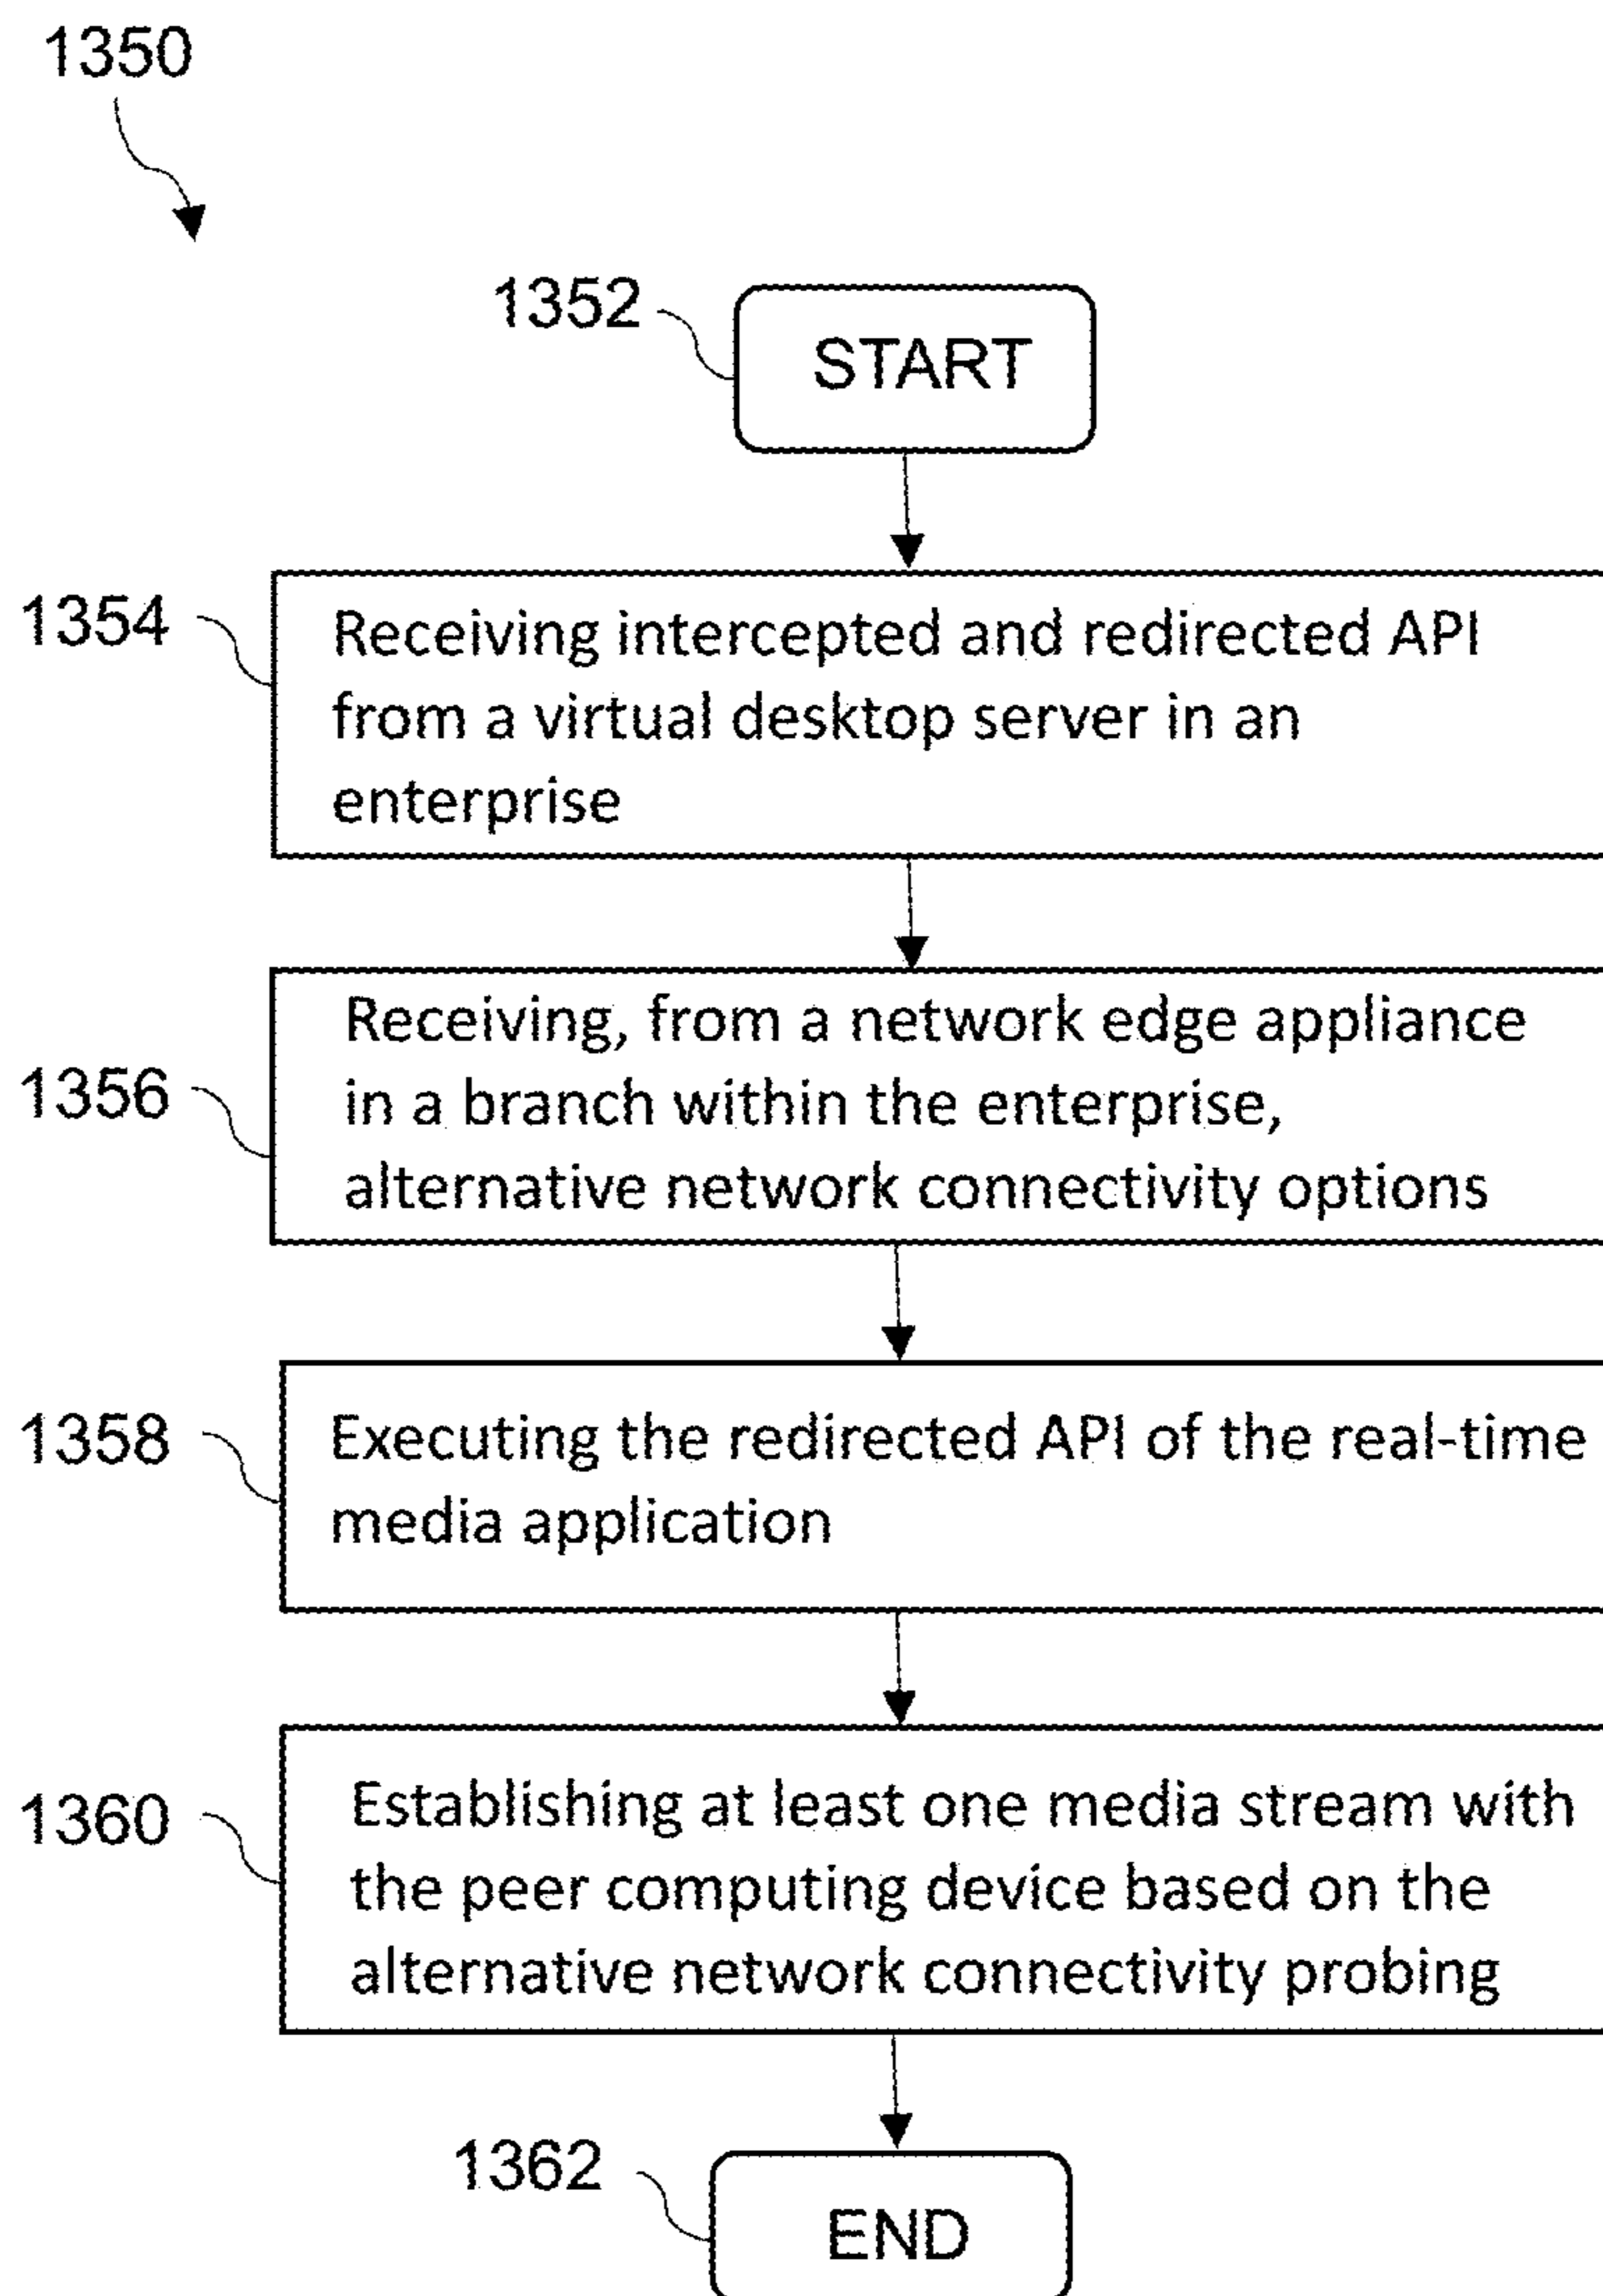 1350
1352
START
1354
Receiving intercepted and redirected API
from a virtual desktop server in an
enterprise
1356
Receiving, from a network edge appliance
in a branch within the enterprise,
alternative network connectivity options
1358
Executing the redirected API of the real-time
media application
1360
Establishing at least one media stream with
the peer computing device based on the
alternative network connectivity probing
1362
END